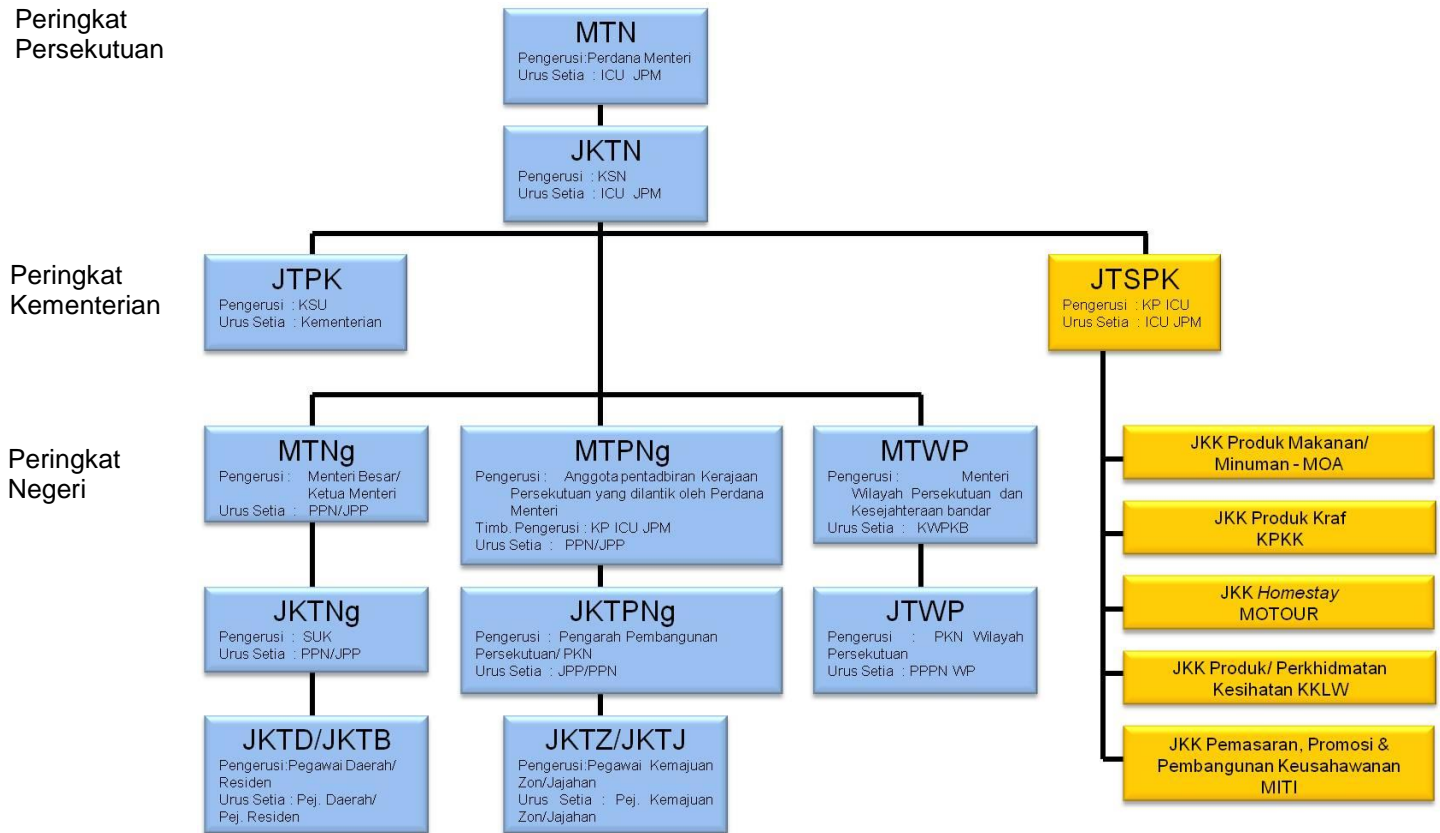 Peringkat
Persekutuan
MTN
Pengerusi:Perdana Menteri
Urus Setia : ICU JPM
JKTN
Pengerusi : KSN
Urus Setia : ICU JPM
Peringkat
Kementerian
JTPK
Pengerusi : KSU
Urus Setia : Kementerian
JTSPK
Pengerusi : KP ICU
Urus Setia : ICU JPM
Peringkat
Negeri
MTNg
Pengerusi : Menteri Besar/
Ketua Menteri
Urus Setia : PPN/JPP
MTPNg
Pengerusi : Anggota pentadbiran Kerajaan
Persekutuan yang dilantik oleh Perdana
Menteri
Timb. Pengerusi : KP ICU JPM
Urus Setia : PPN/JPP
MTWP
Pengerusi : Menteri
Wilayah Persekutuan dan
Kesejahteraan bandar
Urus Setia : KWPKB
JKTNg
Pengerusi : SUK
Urus Setia : PPN/JPP
JKTPNg
Pengerusi : Pengarah Pembangunan
Persekutuan/ PKN
Urus Setia : JPP/PPN
JTWP
Pengerusi : PKN Wilayah
Persekutuan
Urus Setia : PPPN WP
JKTD/JKTB
Pengerusi:Pegawai Daerah/
Residen
Urus Setia : Pej. Daerah/
Pej. Residen
JKTZ/JKTJ
Pengerusi:Pegawai Kemajuan
Zon/Jajahan
Urus Setia : Pej. Kemajuan
Zon/Jajahan
JKK Produk Makanan/
Minuman - MOA
JKK Produk Kraf
KPKK
JKK Homestay
MOTOUR
JKK Produk/ Perkhidmatan
Kesihatan KKLW
JKK Pemasaran, Promosi &
Pembangunan Keusahawanan
MITI